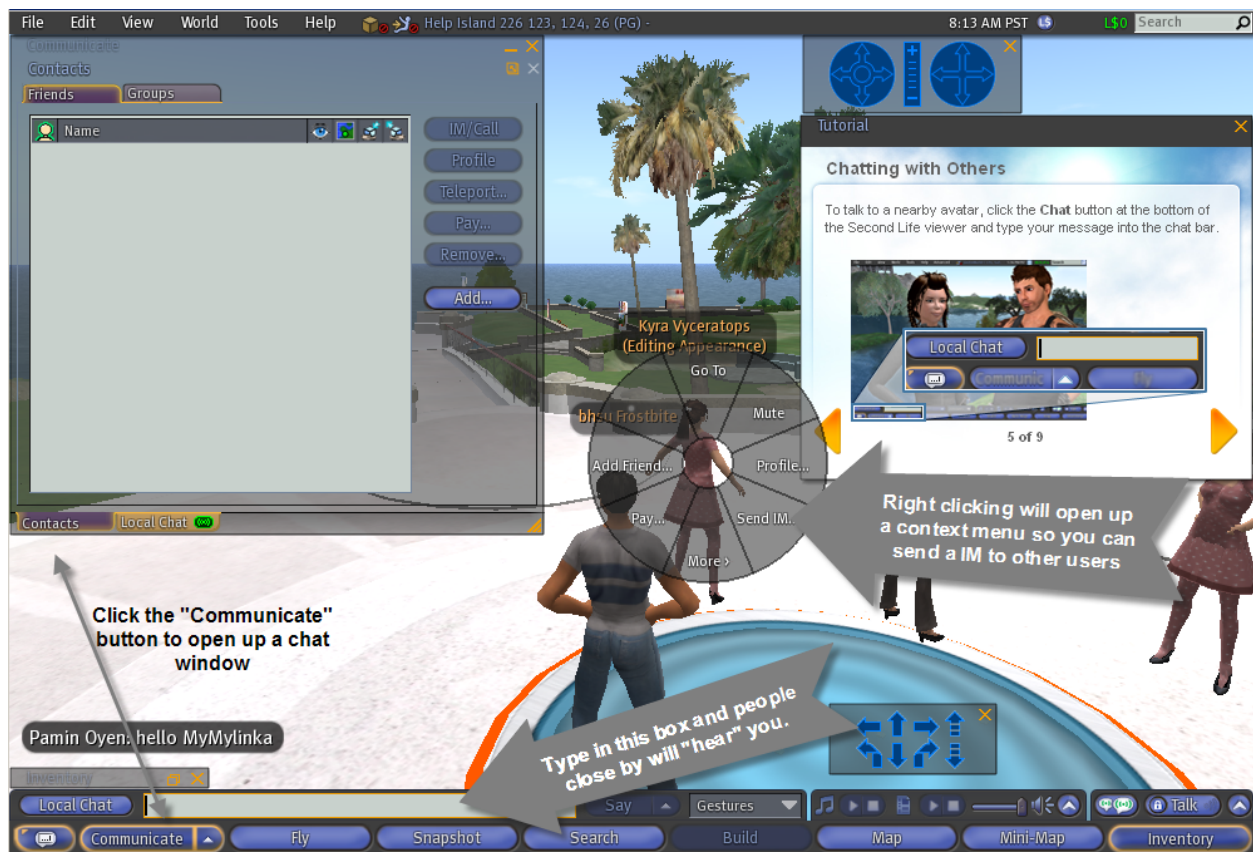 File Edit View World Tools Help Help Island 226 123, 124, 26 (PG) - 8:13 AM PST L$ L$0 Search
Communicate
Contacts
Friends Groups
Name
IM/Call
Profile
Teleport...
Pay...
Remove...
Add...
Contacts Local Chat
Tutorial
Chatting with Others
To talk to a nearby avatar, click the Chat button at the bottom of
the Second Life viewer and type your message into the chat bar.
Local Chat
Communic Fly
5 of 9
Kyra Vyceratops
(Editing Appearance)
bhsu Frostbite
Go To
Mute
Add Friend...
Profile...
Pay...
Send IM...
More >
Right clicking will open up
a context menu so you can
send a IM to other users
Click the "Communicate"
button to open up a chat
window
Type in this box and people
close by will "hear" you.
Pamin Oyen: hello MyMylinka
Inventory
Local Chat Say Gestures Talk
Communicate Fly Snapshot Search Build Map Mini-Map Inventory